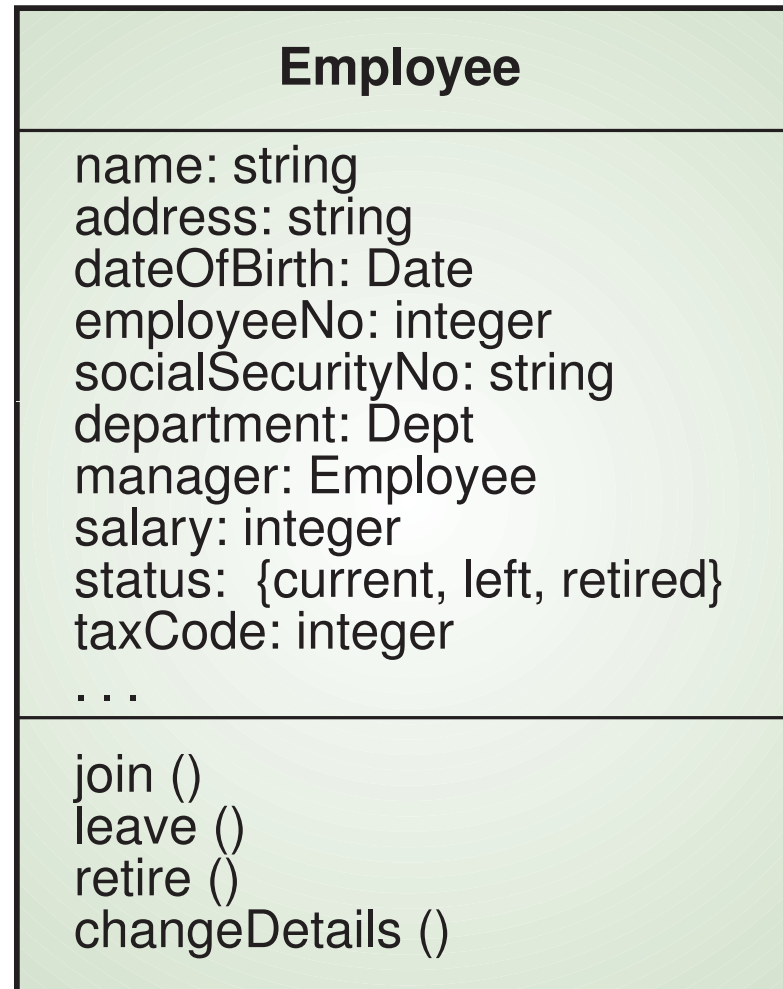 Employee
name: string
address: string
dateOfBirth: Date
employeeNo: integer
socialSecurityNo: string
department: Dept
manager: Employee
salary: integer
status:  {current, left, retired}
taxCode: integer
. . .
join ()
leave ()
retire ()
changeDetails ()